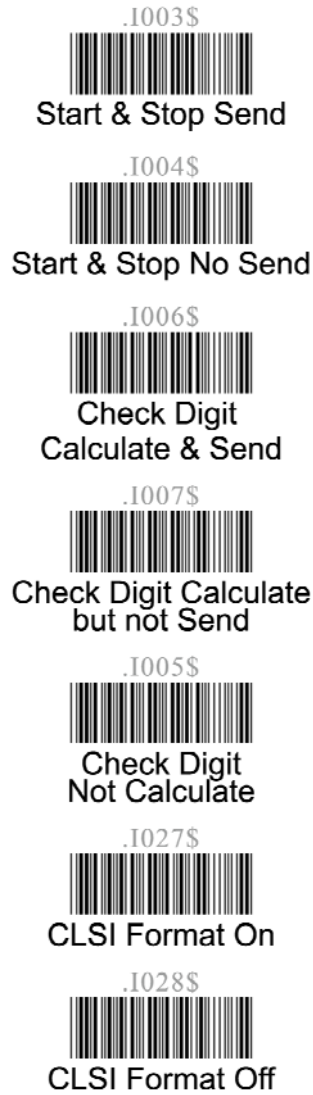 .I003$
Start & Stop Send
.I004$
Start & Stop No Send
.I006$
Check Digit
Calculate & Send
.I007$
Check Digit Calculate
but not Send
.I005$
Check Digit
Not Calculate
.I027$
CLSI Format On
.I028$
CLSI Format Off